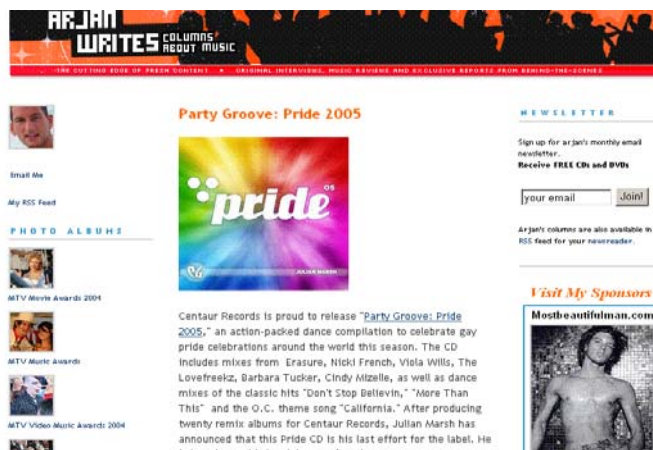 ARJAN
WRITES COLUMNS
ABOUT MUSIC
THE CUTTING EDGE OF FRESH CONTENT • ORIGINAL INTERVIEWS, MUSIC REVIEWS AND EXCLUSIVE REPORTS FROM BEHIND-THE-SCENES
Email Me
My RSS Feed
PHOTO ALBUMS
MTV Movie Awards 2004
MTV Music Awards
MTV Video Music Awards 2004
Party Groove: Pride 2005
pride 05
JULIAN MARSH
Centaur Records is proud to release "Party Groove: Pride
2005," an action-packed dance compilation to celebrate gay
pride celebrations around the world this season. The CD
includes mixes from Erasure, Nicki French, Viola Wills, The
Lovefreekz, Barbara Tucker, Cindy Mizelle, as well as dance
mixes of the classic hits "Don't Stop Believin," "More Than
This" and the O.C. theme song "California." After producing
twenty remix albums for Centaur Records, Julian Marsh has
announced that this Pride CD is his last effort for the label. He
NEWSLETTER
Sign up for arjan's monthly email
newsletter.
Receive FREE CDs and DVDs
your email Join!
Arjan's columns are also available in
RSS feed for your newsreader.
Visit My Sponsors
Mostbeautifulman.com